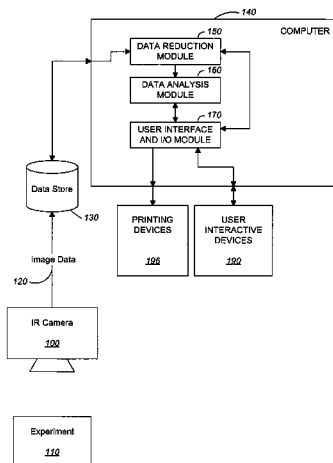 140
COMPUTER
150
DATA REDUCTION
MODULE
160
DATA ANALYSIS
MODULE
170
USER INTERFACE
AND I/O MODULE
Data Store
130
PRINTING
DEVICES
195
USER
INTERACTIVE
DEVICES
190
Image Data
120
IR Camera
100
Experiment
110